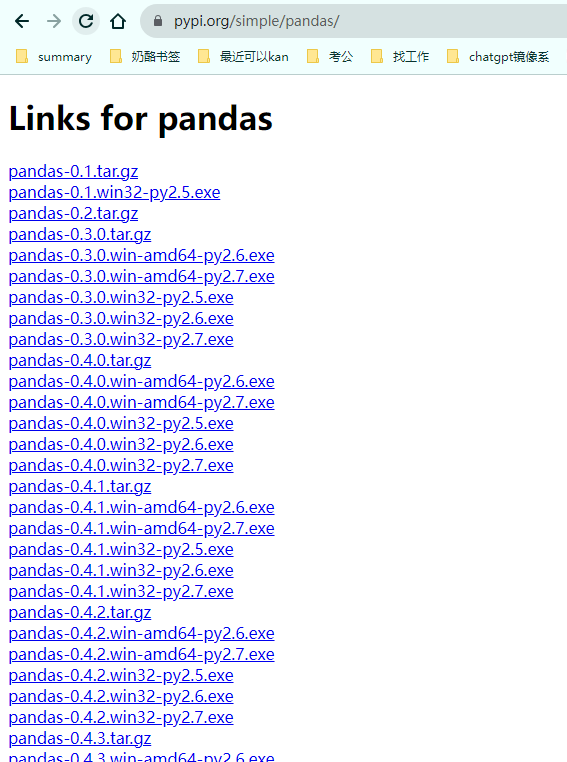 pypi.org/simple/pandas/
summary 奶酪书签 最近可以kan 考公 找工作 chatgpt镜像系
Links for pandas
pandas-0.1.tar.gz
pandas-0.1.win32-py2.5.exe
pandas-0.2.tar.gz
pandas-0.3.0.tar.gz
pandas-0.3.0.win-amd64-py2.6.exe
pandas-0.3.0.win-amd64-py2.7.exe
pandas-0.3.0.win32-py2.5.exe
pandas-0.3.0.win32-py2.6.exe
pandas-0.3.0.win32-py2.7.exe
pandas-0.4.0.tar.gz
pandas-0.4.0.win-amd64-py2.6.exe
pandas-0.4.0.win-amd64-py2.7.exe
pandas-0.4.0.win32-py2.5.exe
pandas-0.4.0.win32-py2.6.exe
pandas-0.4.0.win32-py2.7.exe
pandas-0.4.1.tar.gz
pandas-0.4.1.win-amd64-py2.6.exe
pandas-0.4.1.win-amd64-py2.7.exe
pandas-0.4.1.win32-py2.5.exe
pandas-0.4.1.win32-py2.6.exe
pandas-0.4.1.win32-py2.7.exe
pandas-0.4.2.tar.gz
pandas-0.4.2.win-amd64-py2.6.exe
pandas-0.4.2.win-amd64-py2.7.exe
pandas-0.4.2.win32-py2.5.exe
pandas-0.4.2.win32-py2.6.exe
pandas-0.4.2.win32-py2.7.exe
pandas-0.4.3.tar.gz
pandas-0.4.3.win-amd64-py2.6.exe